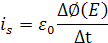 i_s = ε_0 ΔØ(E)/Δt